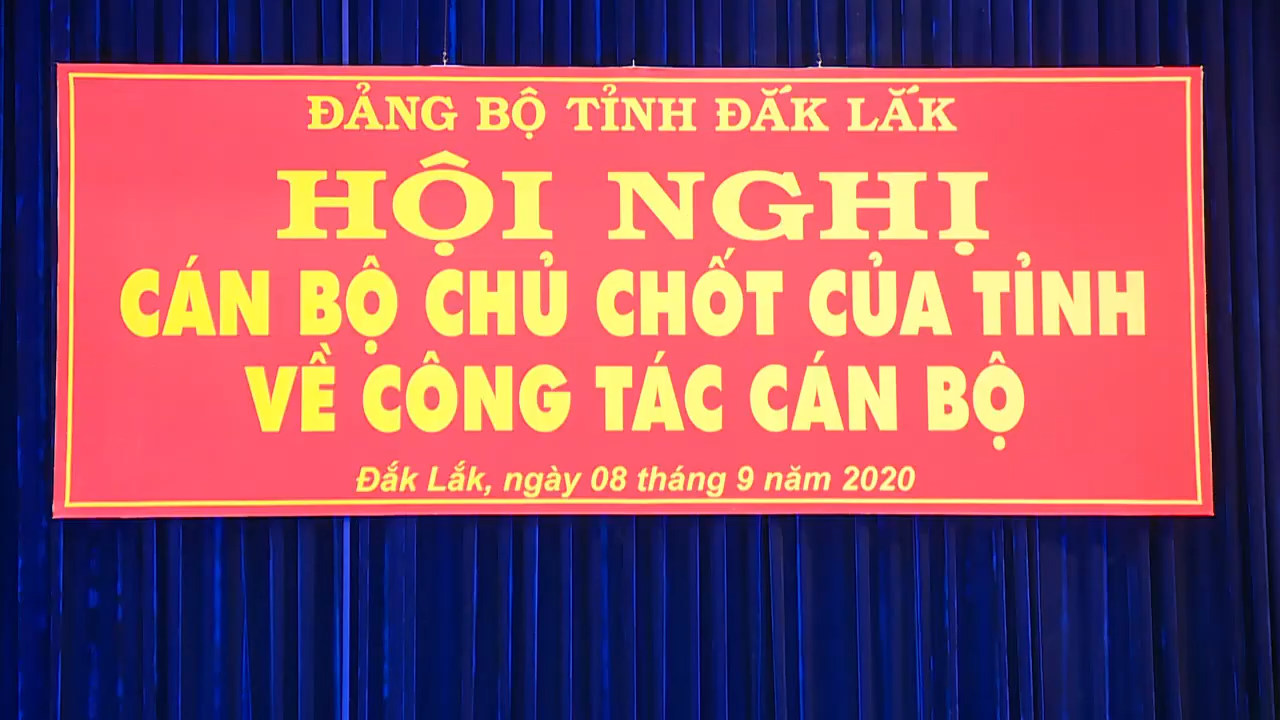 ĐẢNG BỘ TỈNH ĐẮK LẮK
HỘI NGHỊ
CÁN BỘ CHỦ CHỐT CỦA TỈNH
VỀ CÔNG TÁC CÁN BỘ
Đắk Lắk, ngày 08 tháng 9 năm 2020